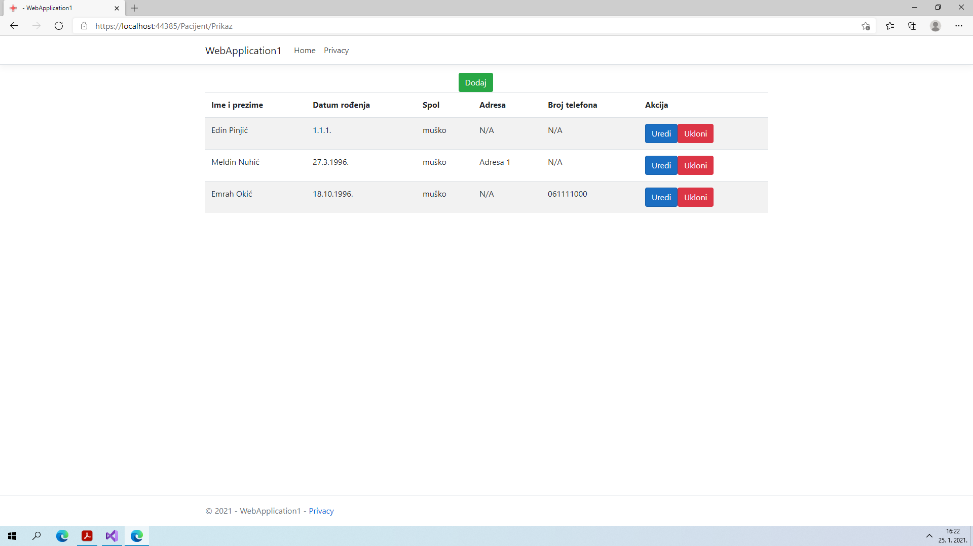 - WebApplication1
https://localhost:44385/Pacijent/Prikaz
WebApplication1 Home Privacy
Dodaj
Ime i prezime Datum rođenja Spol Adresa Broj telefona Akcija
Edin Pinjić 1.1.1. muško N/A N/A Uredi Ukloni
Meldin Nuhić 27.3.1996. muško Adresa 1 N/A Uredi Ukloni
Emrah Okić 18.10.1996. muško N/A 061111000 Uredi Ukloni
© 2021 - WebApplication1 - Privacy
16:22
25. 1. 2021.